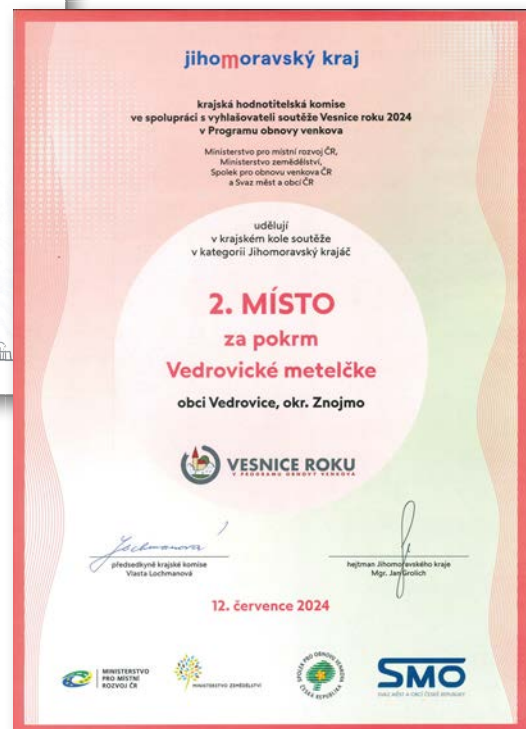 jihomoravský kraj
krajská hodnotitelská komise
ve spolupráci s vyhlašovateli soutěže Vesnice roku 2024
v Programu obnovy venkova
Ministerstvo pro místní rozvoj ČR,
Ministerstvo zemědělství,
Spolek pro obnovu venkova ČR
a Svaz měst a obcí ČR
udělují
v krajském kole soutěže
v kategorii Jihomoravský krajáč
2. MÍSTO
za pokrm
Vedrovické metelčke
obci Vedrovice, okr. Znojmo
VESNICE ROKU
V PROGRAMU OBNOVY VENKOVA
Lochmanová
předsedkyně krajské komise
Vlasta Lochmanová
hejtman Jihomoravského kraje
Mgr. Jan Grolich
12. července 2024
MINISTERSTVO
PRO MÍSTNÍ
ROZVOJ ČR
MINISTERSTVO ZEMĚDĚLSTVÍ
SPOLEK PRO OBNOVU VENKOVA
ČESKÁ REPUBLIKA
SMO
SVAZ MĚST A OBCÍ ČESKÉ REPUBLIKY